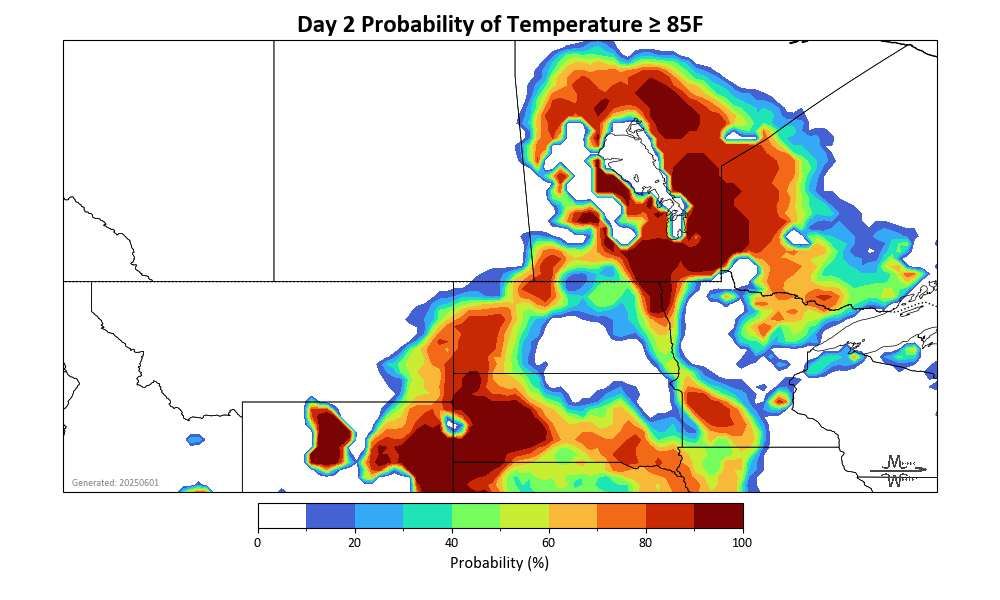 Day 2 Probability of Temperature ≥ 85F
Generated: 20250601
0 20 40 60 80 100
Probability (%)